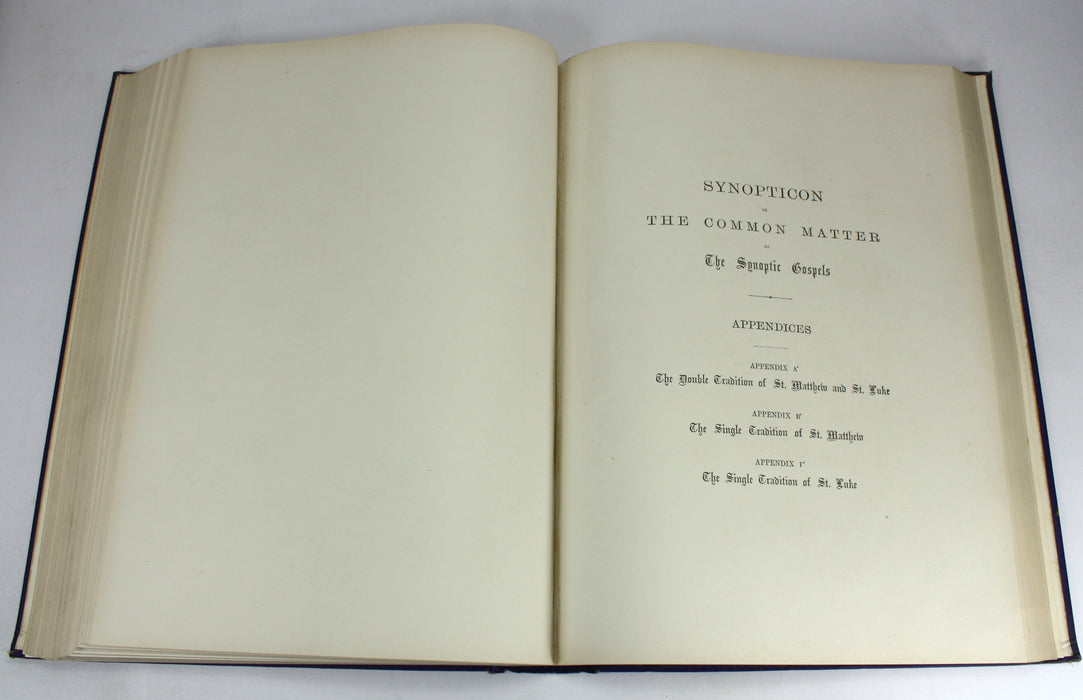 SYNOPTICON
OR
THE COMMON MATTER
OF
The Synoptic Gospels
APPENDICES
APPENDIX A′
The Double Tradition of St. Matthew and St. Luke
APPENDIX B′
The Single Tradition of St. Matthew
APPENDIX Γ′
The Single Tradition of St. Luke